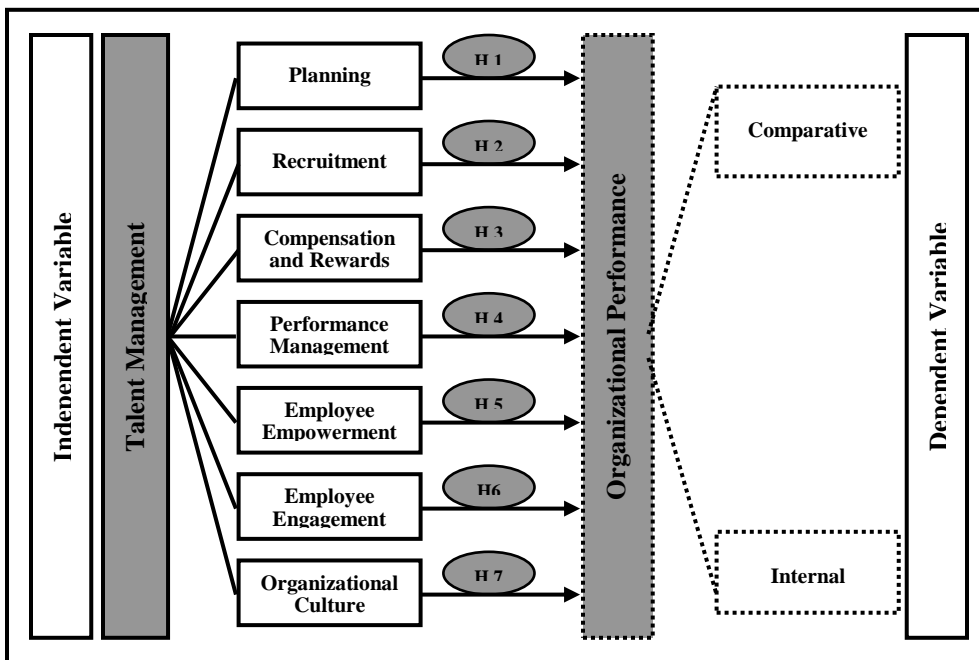 Independent Variable
Talent Management
Planning
H 1
Recruitment
H 2
Compensation
and Rewards
H 3
Performance
Management
H 4
Employee
Empowerment
H 5
Employee
Engagement
H6
Organizational
Culture
H 7
Organizational Performance
Comparative
Internal
Dependent Variable